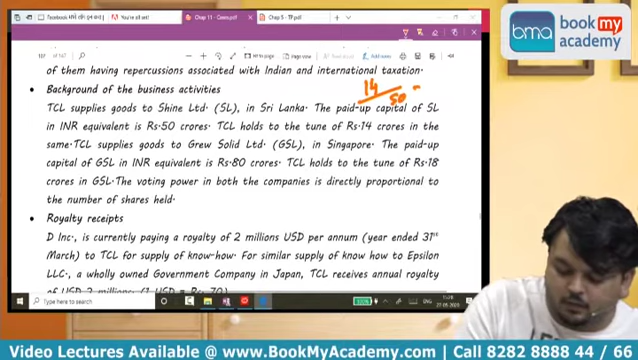 Chap 11 - Cases.pdf
Chap 5 - TP.pdf
book my
bma
academy
of them having repercussions associated with Indian and international taxation.
• Background of the business activities
14
50
TCL supplies goods to Shine Ltd. (SL), in Sri Lanka. The paid-up capital of SL
in INR equivalent is Rs.50 crores. TCL holds to the tune of Rs.14 crores in the
same.TCL supplies goods to Grew Solid Ltd. (GSL), in Singapore. The paid-up
capital of GSL in INR equivalent is Rs.80 crores. TCL holds to the tune of Rs.18
crores in GSL.The voting power in both the companies is directly proportional to
the number of shares held.
• Royalty receipts
D Inc., is currently paying a royalty of 2 millions USD per annum (year ended 31st
March) to TCL for supply of know-how. For similar supply of know how to Epsilon
LLC., a wholly owned Government Company in Japan, TCL receives annual royalty
of USD 3 millions. (1 USD = Rs. 70)
Type here to search
Video Lectures Available @ www.BookMyAcademy.com | Call 8282 8888 44 / 66